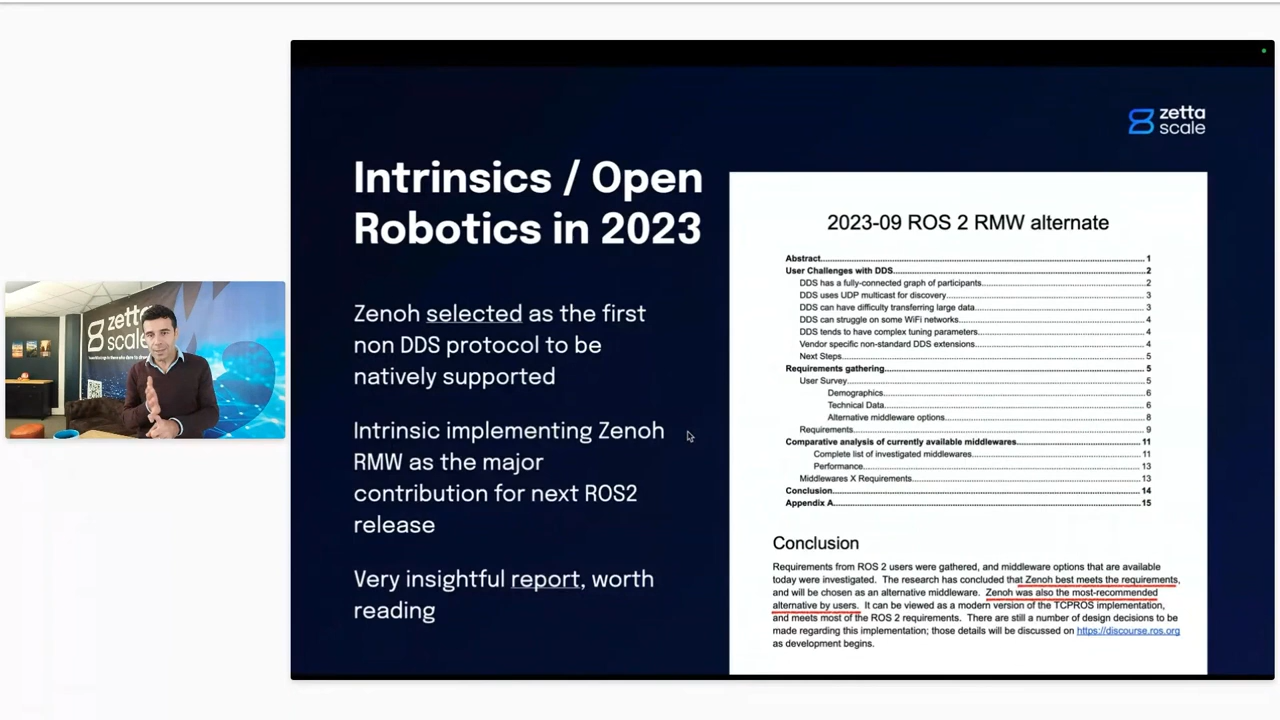 zetta
scale
Intrinsics / Open
Robotics in 2023
Zenoh selected as the first
non DDS protocol to be
natively supported
Intrinsic implementing Zenoh
RMW as the major
contribution for next ROS2
release
Very insightful report, worth
reading
zetta
scale
2023-09 ROS 2 RMW alternate
Abstract 1
User Challenges with DDS 2
DDS has a fully-connected graph of participants 2
DDS uses UDP multicast for discovery 3
DDS can have difficulty transferring large data 3
DDS can struggle on some WiFi networks 4
DDS tends to have complex tuning parameters. 4
Vendor specific non-standard DDS extensions 4
Next Steps 5
Requirements gathering 5
User Survey 5
Demographics 6
Technical Data 6
Alternative middleware options 8
Requirements 9
Comparative analysis of currently available middlewares 11
Complete list of investigated middlewares 11
Performance 13
Middlewares X Requirements 13
Conclusion 14
Appendix A 15
Conclusion
Requirements from ROS 2 users were gathered, and middleware options that are available
today were investigated. The research has concluded that Zenoh best meets the requirements,
and will be chosen as an alternative middleware. Zenoh was also the most-recommended
alternative by users. It can be viewed as a modern version of the TCPROS implementation,
and meets most of the ROS 2 requirements. There are still a number of design decisions to be
made regarding this implementation; those details will be discussed on https://discourse.ros.org
as development begins.